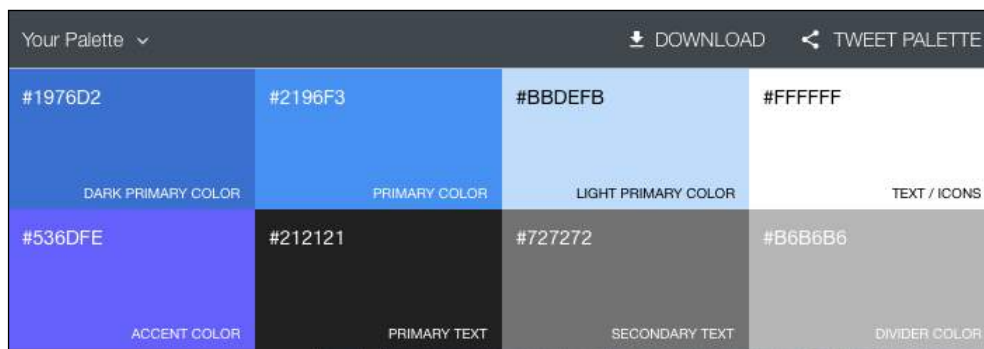 Your Palette
DOWNLOAD
TWEET PALETTE
#1976D2
#2196F3
#BBDEFB
#FFFFFF
DARK PRIMARY COLOR
PRIMARY COLOR
LIGHT PRIMARY COLOR
TEXT / ICONS
#536DFE
#212121
#727272
#B6B6B6
ACCENT COLOR
PRIMARY TEXT
SECONDARY TEXT
DIVIDER COLOR